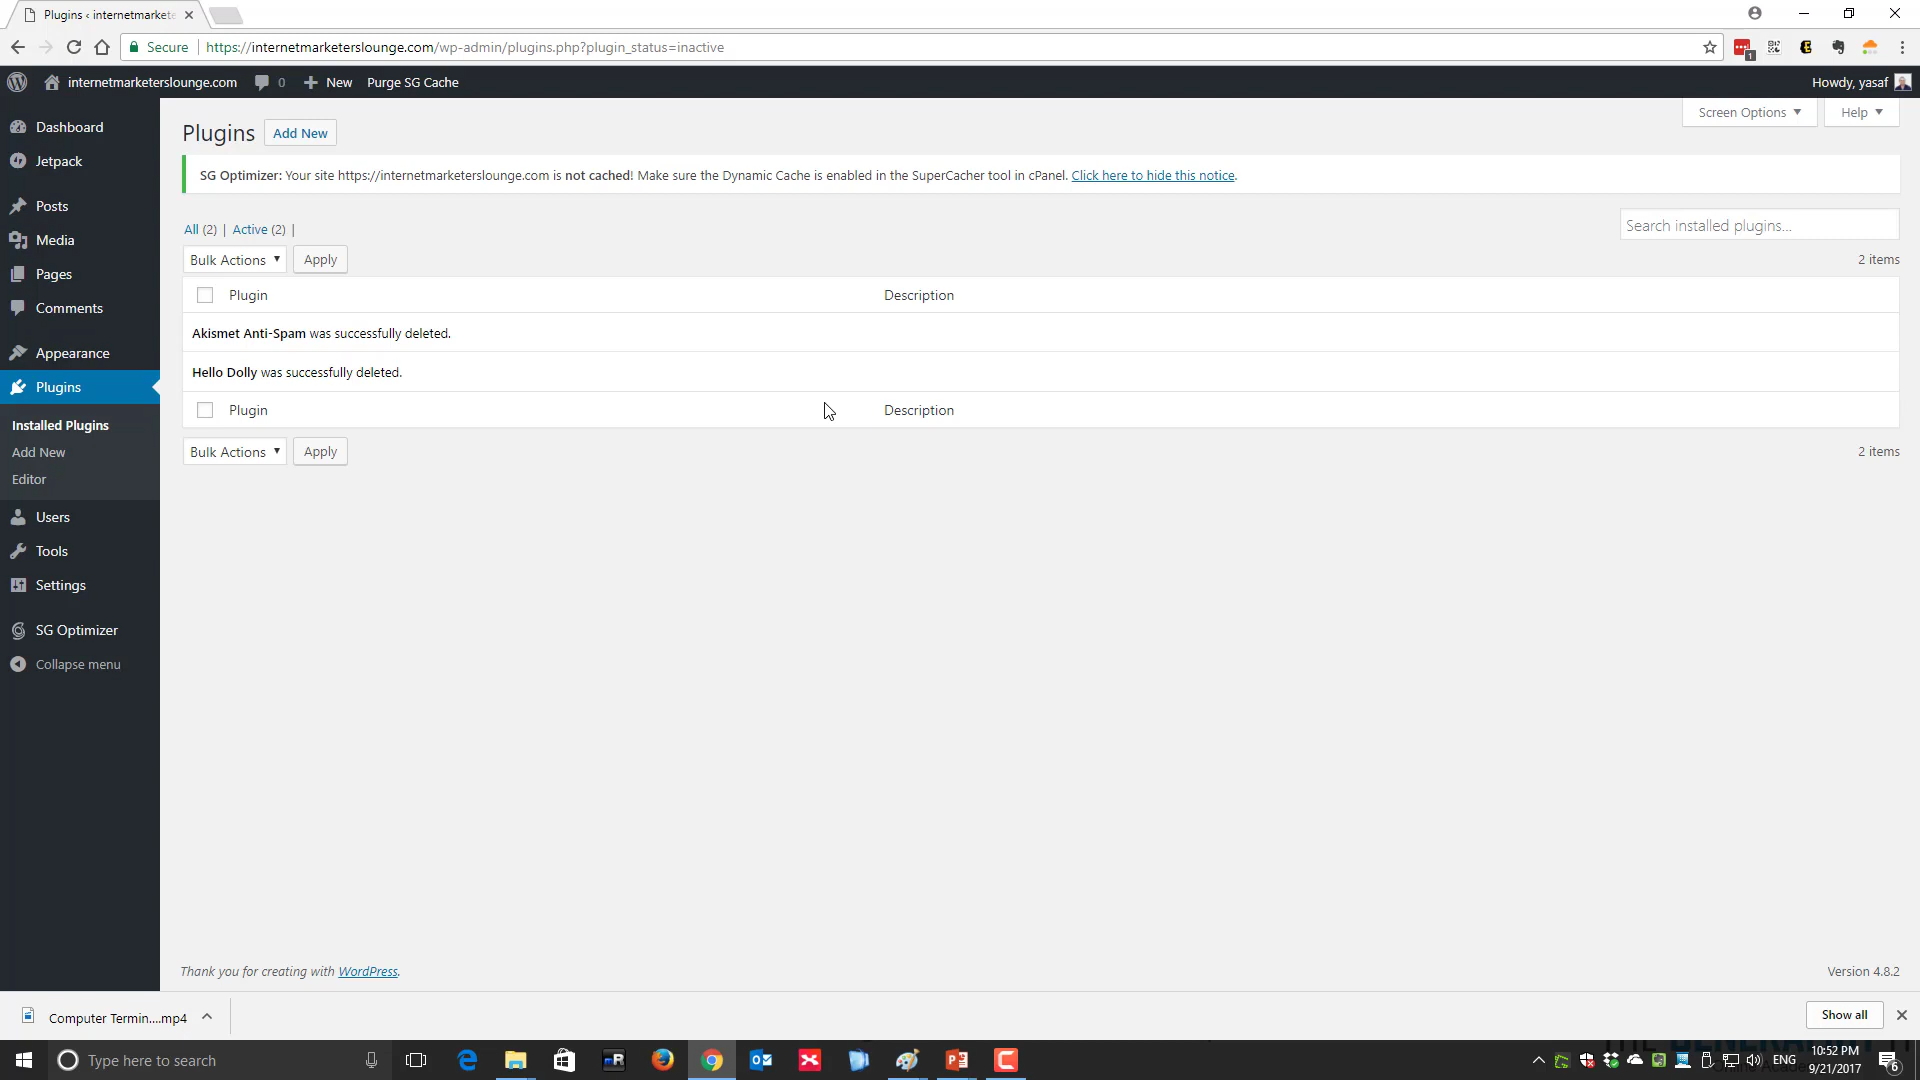 Plugins ‹ internetmarkete
Secure
https://internetmarketerslounge.com/wp-admin/plugins.php?plugin_status=inactive
1
internetmarketerslounge.com
0
New
Purge SG Cache
Howdy, yasaf
Dashboard
Jetpack
Posts
Media
Pages
Comments
Appearance
Plugins
Installed Plugins
Add New
Editor
Users
Tools
Settings
SG Optimizer
Collapse menu
Plugins
Add New
Screen Options
Help
SG Optimizer: Your site https://internetmarketerslounge.com is not cached! Make sure the Dynamic Cache is enabled in the SuperCacher tool in cPanel. Click here to hide this notice.
All (2) | Active (2) |
Search installed plugins...
Bulk Actions
Apply
2 items
Plugin
Description
Akismet Anti-Spam was successfully deleted.
Hello Dolly was successfully deleted.
Plugin
Description
Bulk Actions
Apply
2 items
Thank you for creating with WordPress.
Version 4.8.2
Computer Termin....mp4
Show all
Type here to search
ENG
10:52 PM
9/21/2017
6